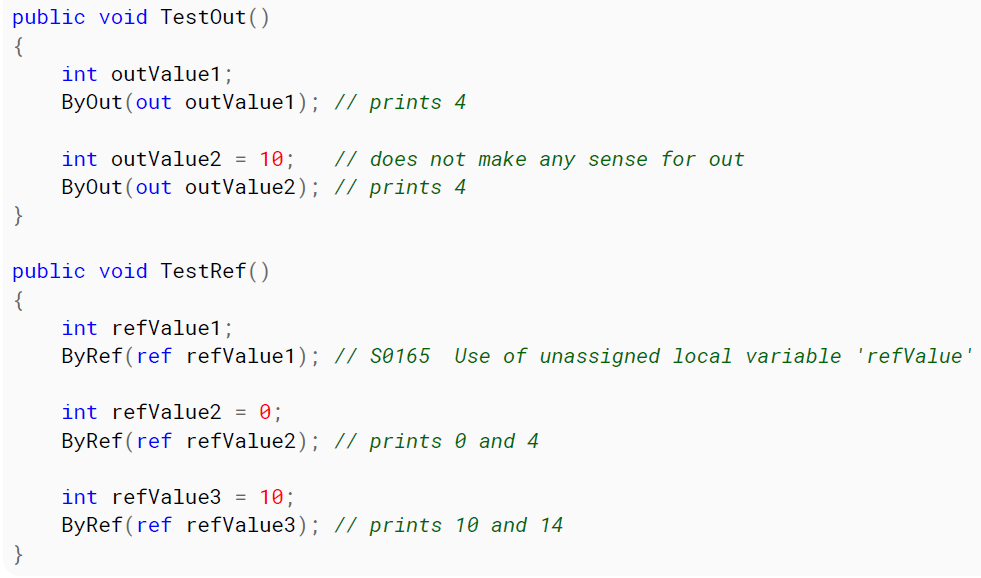 public void TestOut()
{
    int outValue1;
    ByOut(out outValue1); // prints 4

    int outValue2 = 10;   // does not make any sense for out
    ByOut(out outValue2); // prints 4
}

public void TestRef()
{
    int refValue1;
    ByRef(ref refValue1); // S0165  Use of unassigned local variable 'refValue'

    int refValue2 = 0;
    ByRef(ref refValue2); // prints 0 and 4

    int refValue3 = 10;
    ByRef(ref refValue3); // prints 10 and 14
}